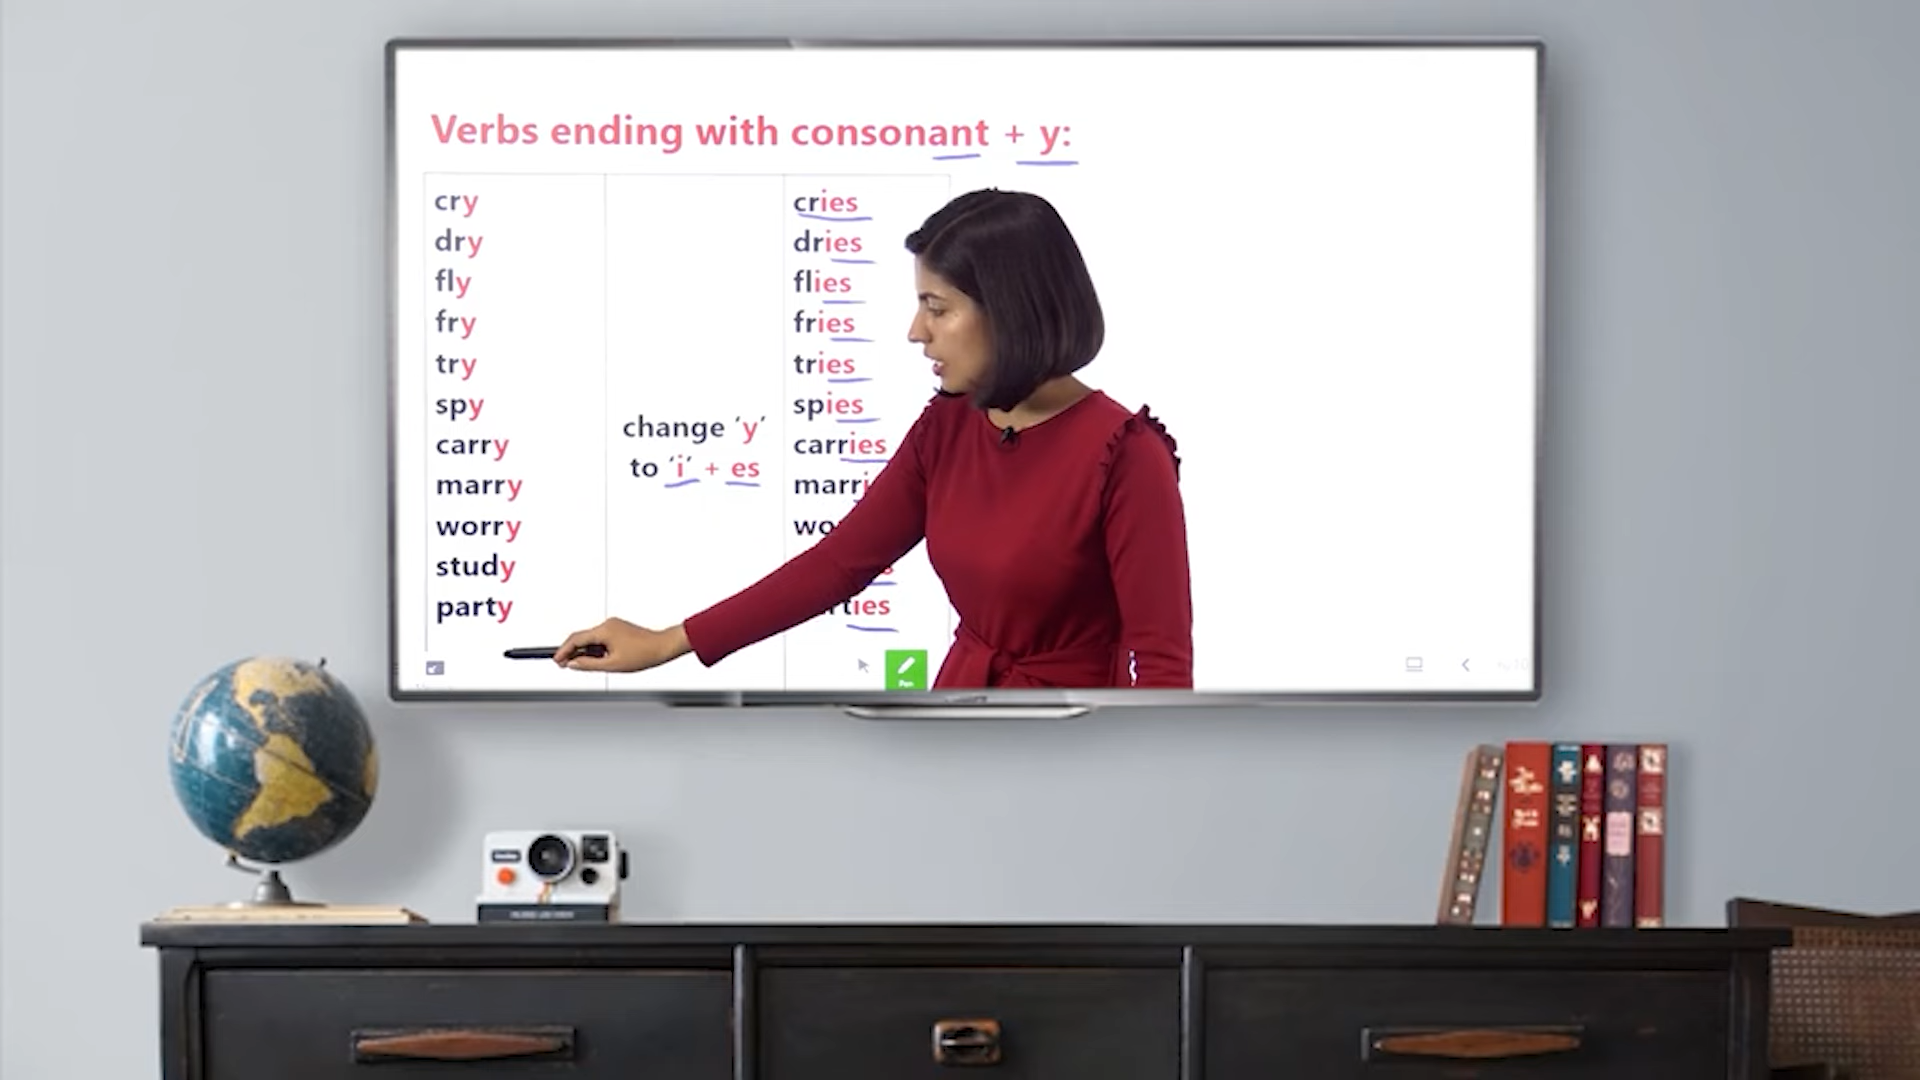 Verbs ending with consonant + y:
cry
dry
fly
fry
try
spy
carry
marry
worry
study
party
change 'y'
to 'i' + es
cries
dries
flies
fries
tries
spies
carries
Pen